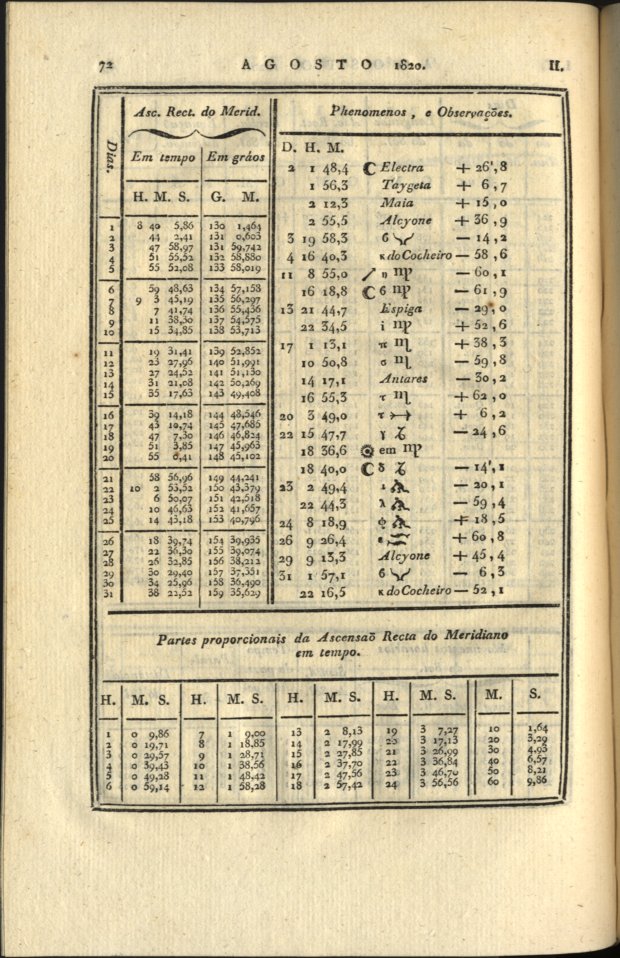 72 AGOSTO 1820. II.
Asc. Rect. do Merid.
Dias.
Em tempo Em gráos
H. M. S. G. M.
1 8 40 5,86 130 1,464
2 44 2,41 131 0,603
3 47 58,97 131 59,742
4 51 55,52 132 58,880
5 55 52,08 133 58,019
6 59 48,63 134 57,158
7 9 3 45,19 135 56,297
8 7 41,74 136 55,436
9 11 38,30 137 54,575
10 15 34,85 138 53,713
11 19 31,41 139 52,852
12 23 27,96 140 51,991
13 27 24,52 141 51,130
14 31 21,08 142 50,269
15 35 17,63 143 49,408
16 39 14,18 144 48,546
17 43 10,74 145 47,685
18 47 7,30 146 46,824
19 51 3,85 147 45,963
20 55 0,41 148 45,102
21 58 56,96 149 44,241
22 10 2 53,52 150 43,379
23 6 50,07 151 42,518
24 10 46,63 152 41,657
25 14 43,18 153 40,796
26 18 39,74 154 39,935
27 22 36,30 155 39,074
28 26 32,85 156 38,212
29 30 29,40 157 37,351
30 34 25,96 158 36,490
31 38 22,52 159 35,629
Phenomenos, e Observações.
D. H. M.
2 1 48,4 ☾ Electra + 26',8
1 56,3 Taygeta + 6,7
2 12,3 Maia + 15,0
2 55,5 Alcyone + 36,9
3 19 58,3 6 ♈ — 14,2
4 16 40,3 κ do Cocheiro — 58,6
11 8 55,0 η ♍ — 60,1
16 18,8 ☾ 6 ♍ — 61,9
13 21 44,7 Espiga — 29,0
22 34,5 i ♍ + 52,6
17 1 13,1 π ♏ + 38,3
10 50,8 σ ♏ — 59,8
14 17,1 Antares — 30,2
16 55,3 τ ♏ + 62,0
20 3 49,0 τ ♐ + 6,2
22 15 47,7 γ ♑ — 24,6
18 36,6 ☉ em ♍
18 40,0 ☾ δ ♑ — 14',1
23 2 49,4 ι ♒ — 20,1
22 44,3 λ ♒ — 59,4
24 8 18,9 φ ♒ + 18,5
26 9 26,4 ε ♓ + 60,8
29 9 13,3 Alcyone + 45,4
31 1 57,1 6 ♈ — 6,3
22 16,5 κ do Cocheiro — 52,1
Partes proporcionais da Ascensaõ Recta do Meridiano
em tempo.
H. M. S. H. M. S. H. M. S. H. M. S. M. S.
1 0 9,86 7 1 9,00 13 2 8,13 19 3 7,27 10 1,64
2 0 19,71 8 1 18,85 14 2 17,99 20 3 17,13 20 3,29
3 0 29,57 9 1 28,71 15 2 27,85 21 3 26,99 30 4,93
4 0 39,43 10 1 38,56 16 2 37,70 22 3 36,84 40 6,57
5 0 49,28 11 1 48,42 17 2 47,56 23 3 46,70 50 8,21
6 0 59,14 12 1 58,28 18 2 57,42 24 3 56,56 60 9,86